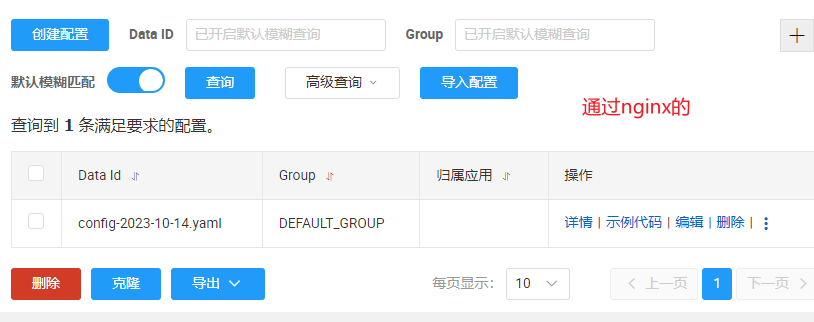 创建配置 Data ID 已开启默认模糊查询 Group 已开启默认模糊查询
默认模糊匹配 查询 高级查询 导入配置
通过nginx的
查询到 1 条满足要求的配置。
Data Id Group 归属应用 操作
config-2023-10-14.yaml DEFAULT_GROUP 详情 | 示例代码 | 编辑 | 删除 |
删除 克隆 导出 每页显示: 10 上一页 1 下一页